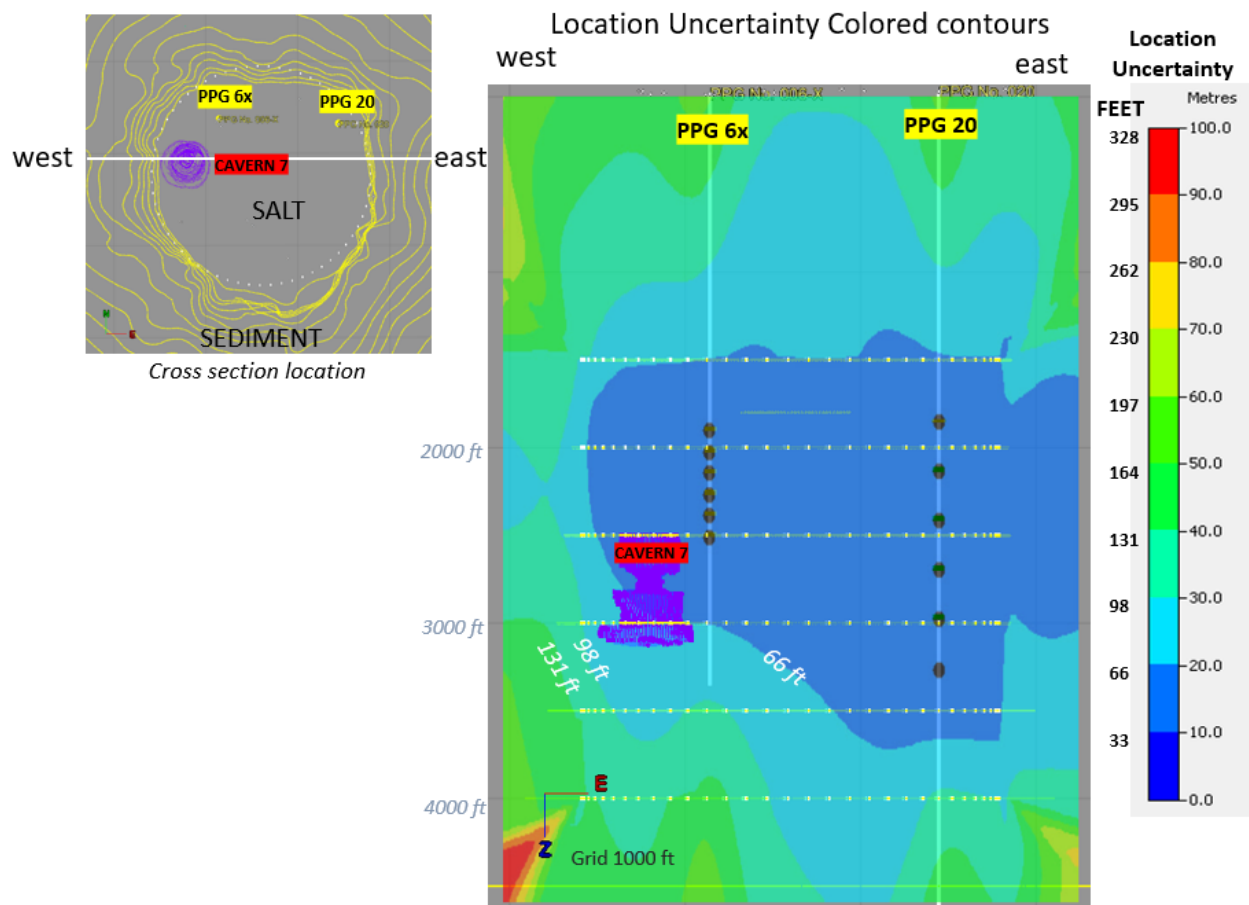 Location Uncertainty Colored contours
west
east
Location
Uncertainty
FEET
Metres
328
100.0
90.0
295
80.0
262
70.0
230
60.0
197
50.0
164
40.0
131
30.0
98
20.0
66
10.0
33
0.0
PPG 6x
PPG 20
PPG No. 006-X
west
east
CAVERN 7
SALT
N
E
SEDIMENT
Cross section location
PPG 6x
PPG 20
2000 ft
CAVERN 7
3000 ft
98 ft
131 ft
66 ft
4000 ft
E
Z
Grid 1000 ft